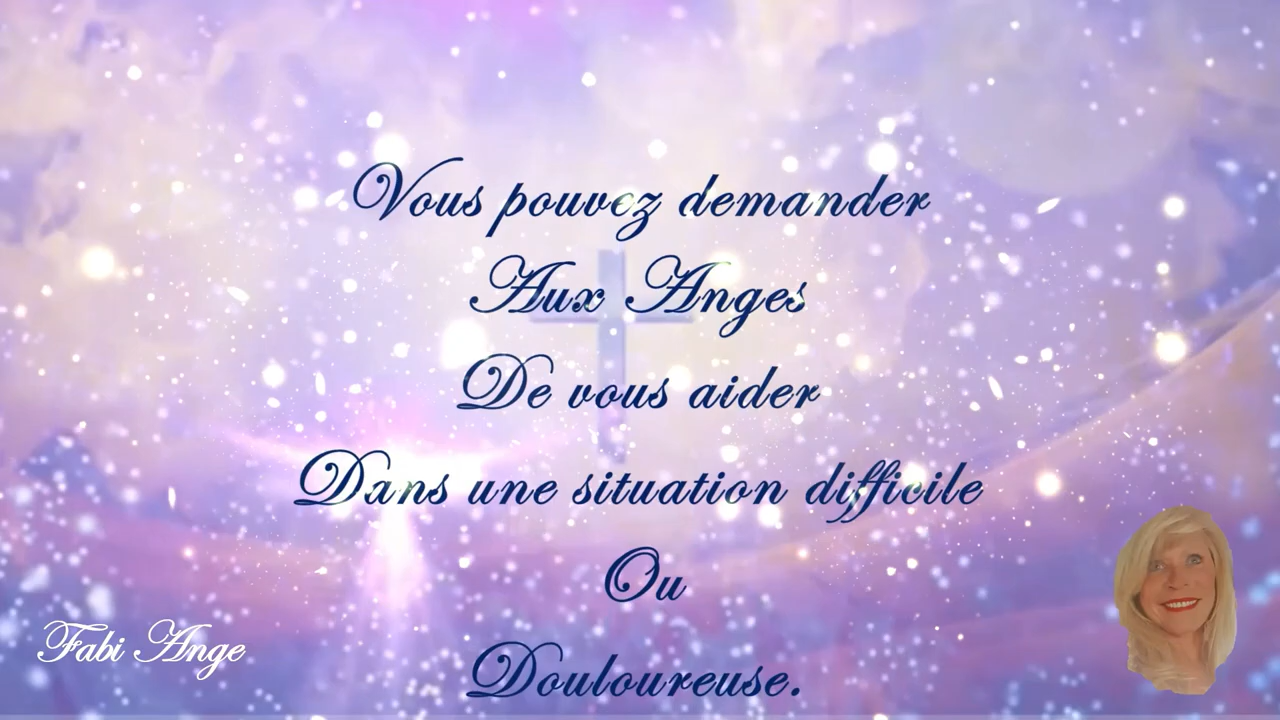 Vous pouvez demander
Aux Anges
De vous aider
Dans une situation difficile
Ou
Douloureuse.
Fabi Ange